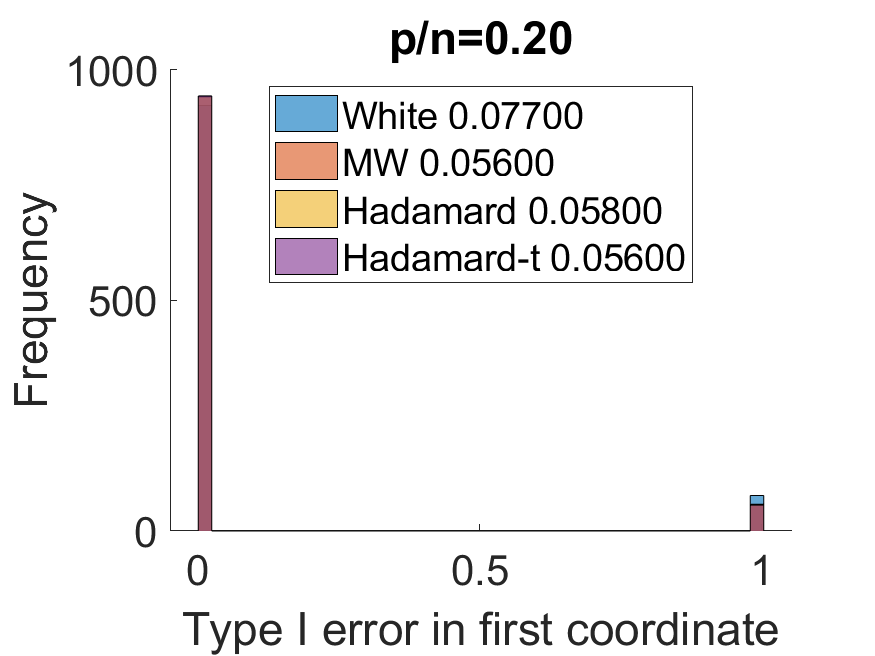 p/n=0.20
1000
White 0.07700
MW 0.05600
Hadamard 0.05800
Hadamard-t 0.05600
Frequency
500
0
0 0.5 1
Type I error in first coordinate